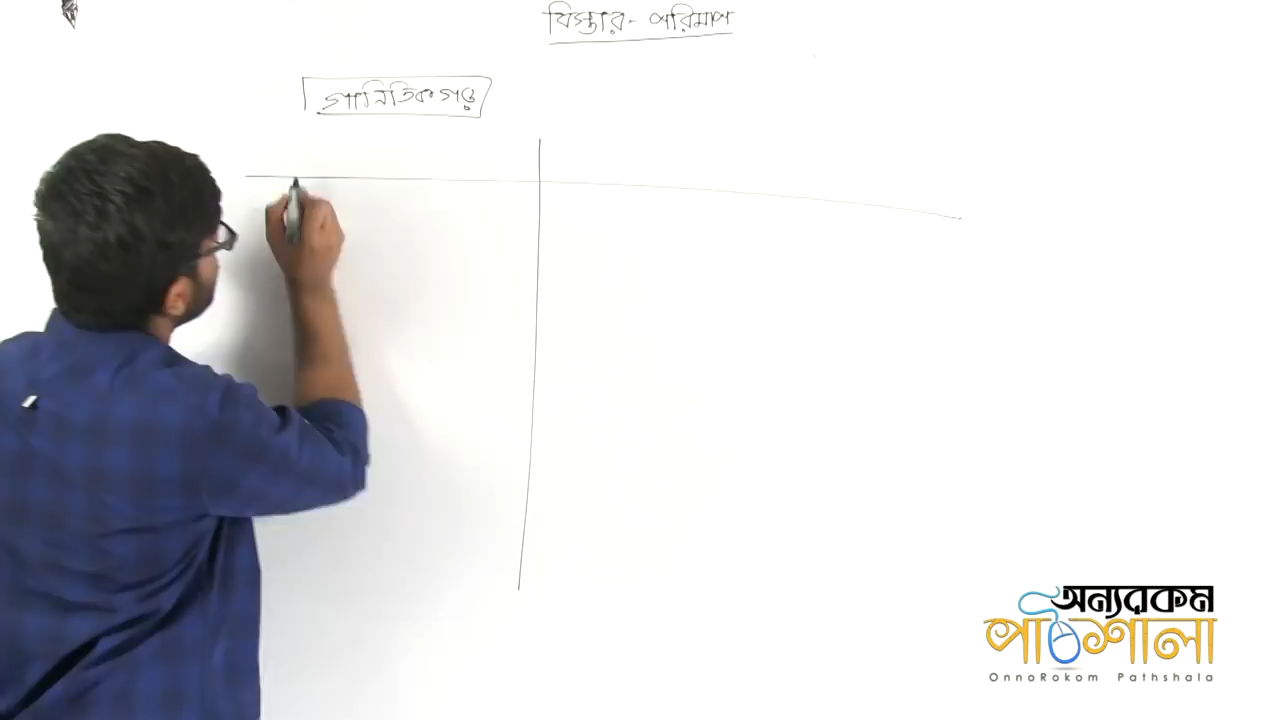 বিস্তার - পরিমাপ
গানিতিক গড়
অন্যরকম
পাঠশালা
OnnoRokom Pathshala